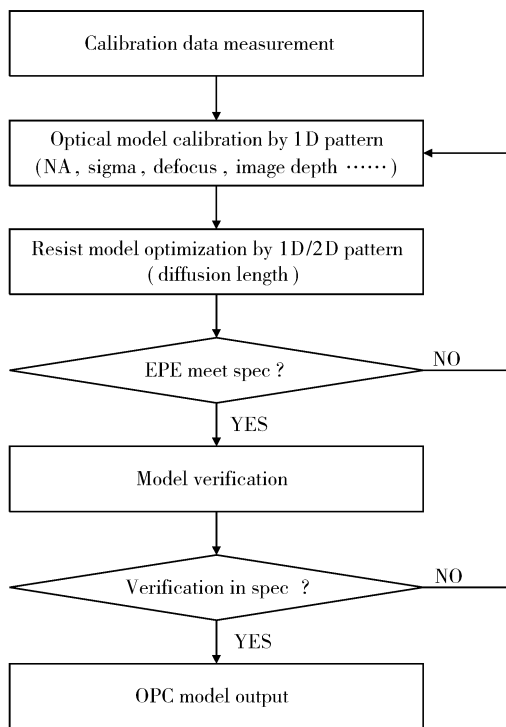 Calibration data measurement
Optical model calibration by 1D pattern
(NA, sigma, defocus, image depth ……)
Resist model optimization by 1D/2D pattern
(diffusion length)
EPE meet spec?
NO
YES
Model verification
Verification in spec ?
NO
YES
OPC model output